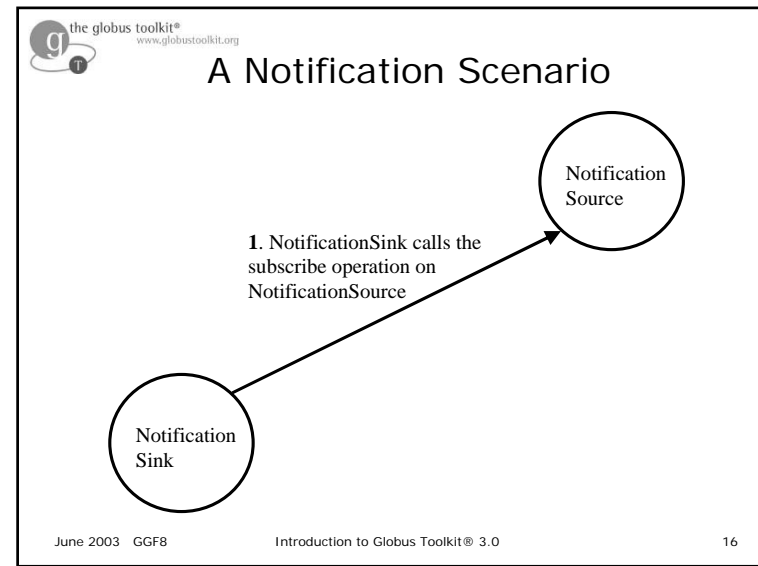 the globus toolkit®
www.globustoolkit.org
g
T
A Notification Scenario
Notification
Source
1. NotificationSink calls the
subscribe operation on
NotificationSource
Notification
Sink
June 2003 GGF8
Introduction to Globus Toolkit® 3.0
16